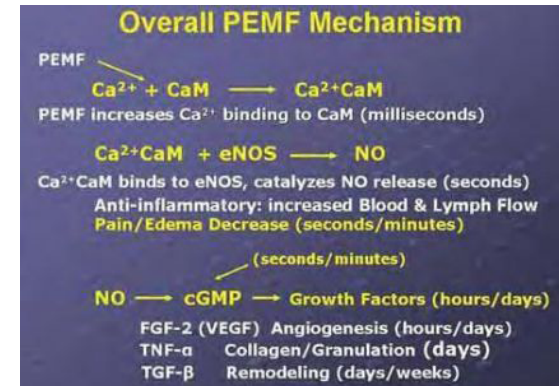 Overall PEMF Mechanism
PEMF
Ca²⁺ + CaM → Ca²⁺CaM
PEMF increases Ca²⁺ binding to CaM (milliseconds)
Ca²⁺CaM + eNOS → NO
Ca²⁺CaM binds to eNOS, catalyzes NO release (seconds)
Anti-inflammatory: increased Blood & Lymph Flow
Pain/Edema Decrease (seconds/minutes)
(seconds/minutes)
NO → cGMP → Growth Factors (hours/days)
FGF-2 (VEGF) Angiogenesis (hours/days)
TNF-α Collagen/Granulation (days)
TGF-β Remodeling (days/weeks)